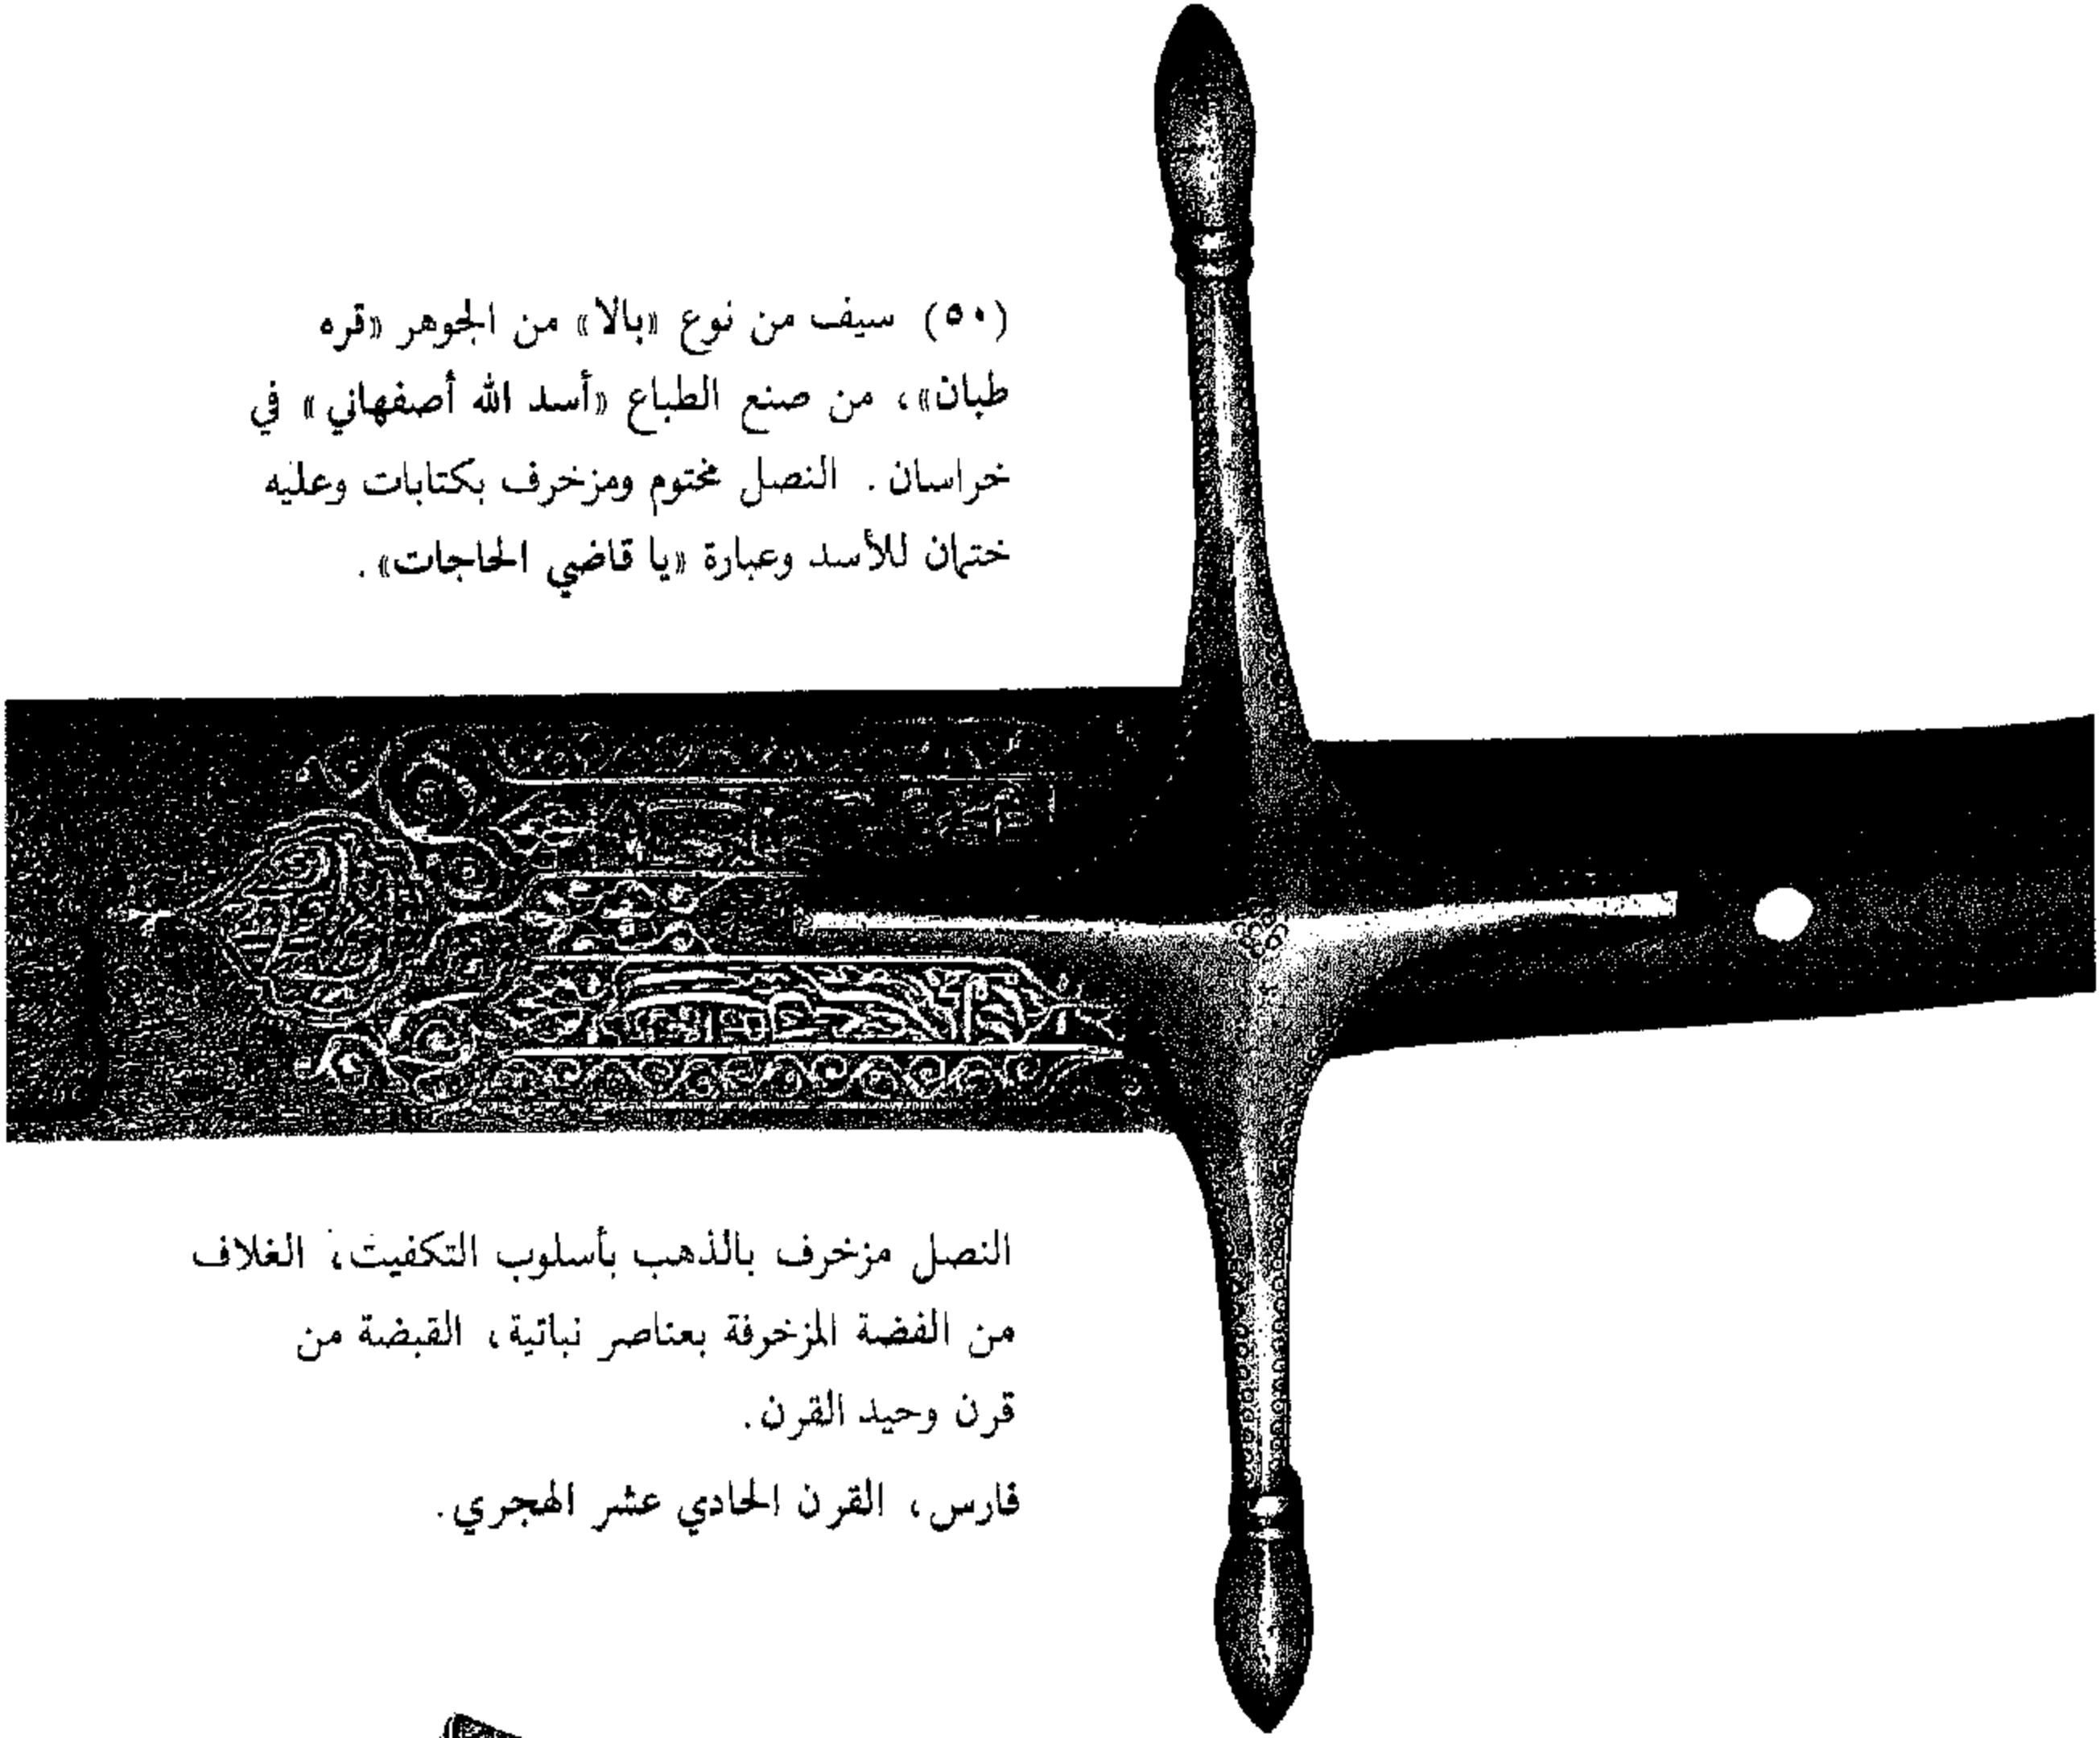 (٥٠) سيف من نوع «بالا» من الجوهر «قره
طبان»، من صنع الطباع «أسد الله أصفهاني» في
خراسان. النصل مختوم ومزخرف بكتابات وعليه
ختمان للأسد وعبارة «يا قاضي الحاجات».
النصل مزخرف بالذهب بأسلوب التكفيت، الغلاف
من الفضة المزخرفة بعناصر نباتية، القبضة من
قرن وحيد القرن.
فارس، القرن الحادي عشر الهجري.